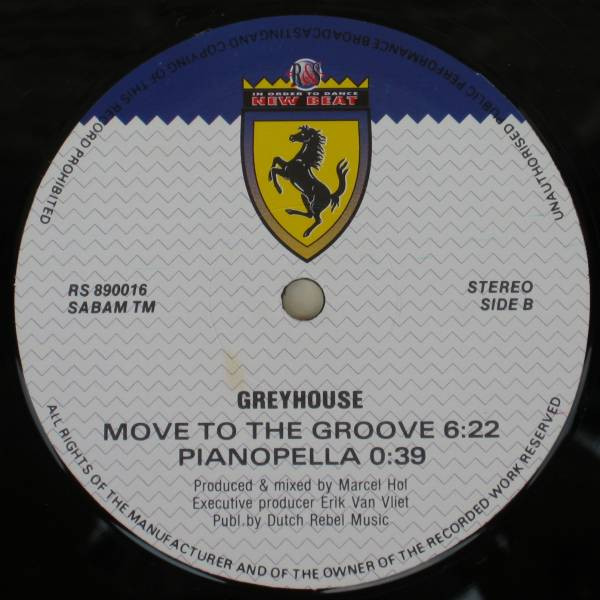 R&S
IN ORDER TO DANCE
NEW BEAT
RS 890016
SABAM TM
STEREO
SIDE B
GREYHOUSE
MOVE TO THE GROOVE 6:22
PIANOPELLA 0:39
Produced & mixed by Marcel Hol
Executive producer Erik Van Vliet
Publ.by Dutch Rebel Music
ALL RIGHTS OF THE MANUFACTURER AND OF THE OWNER OF THE RECORDED WORK RESERVED
UNAUTHORISED PUBLIC PERFORMANCE BROADCASTINGAND COPYING OF THIS RECORD PROHIBITED